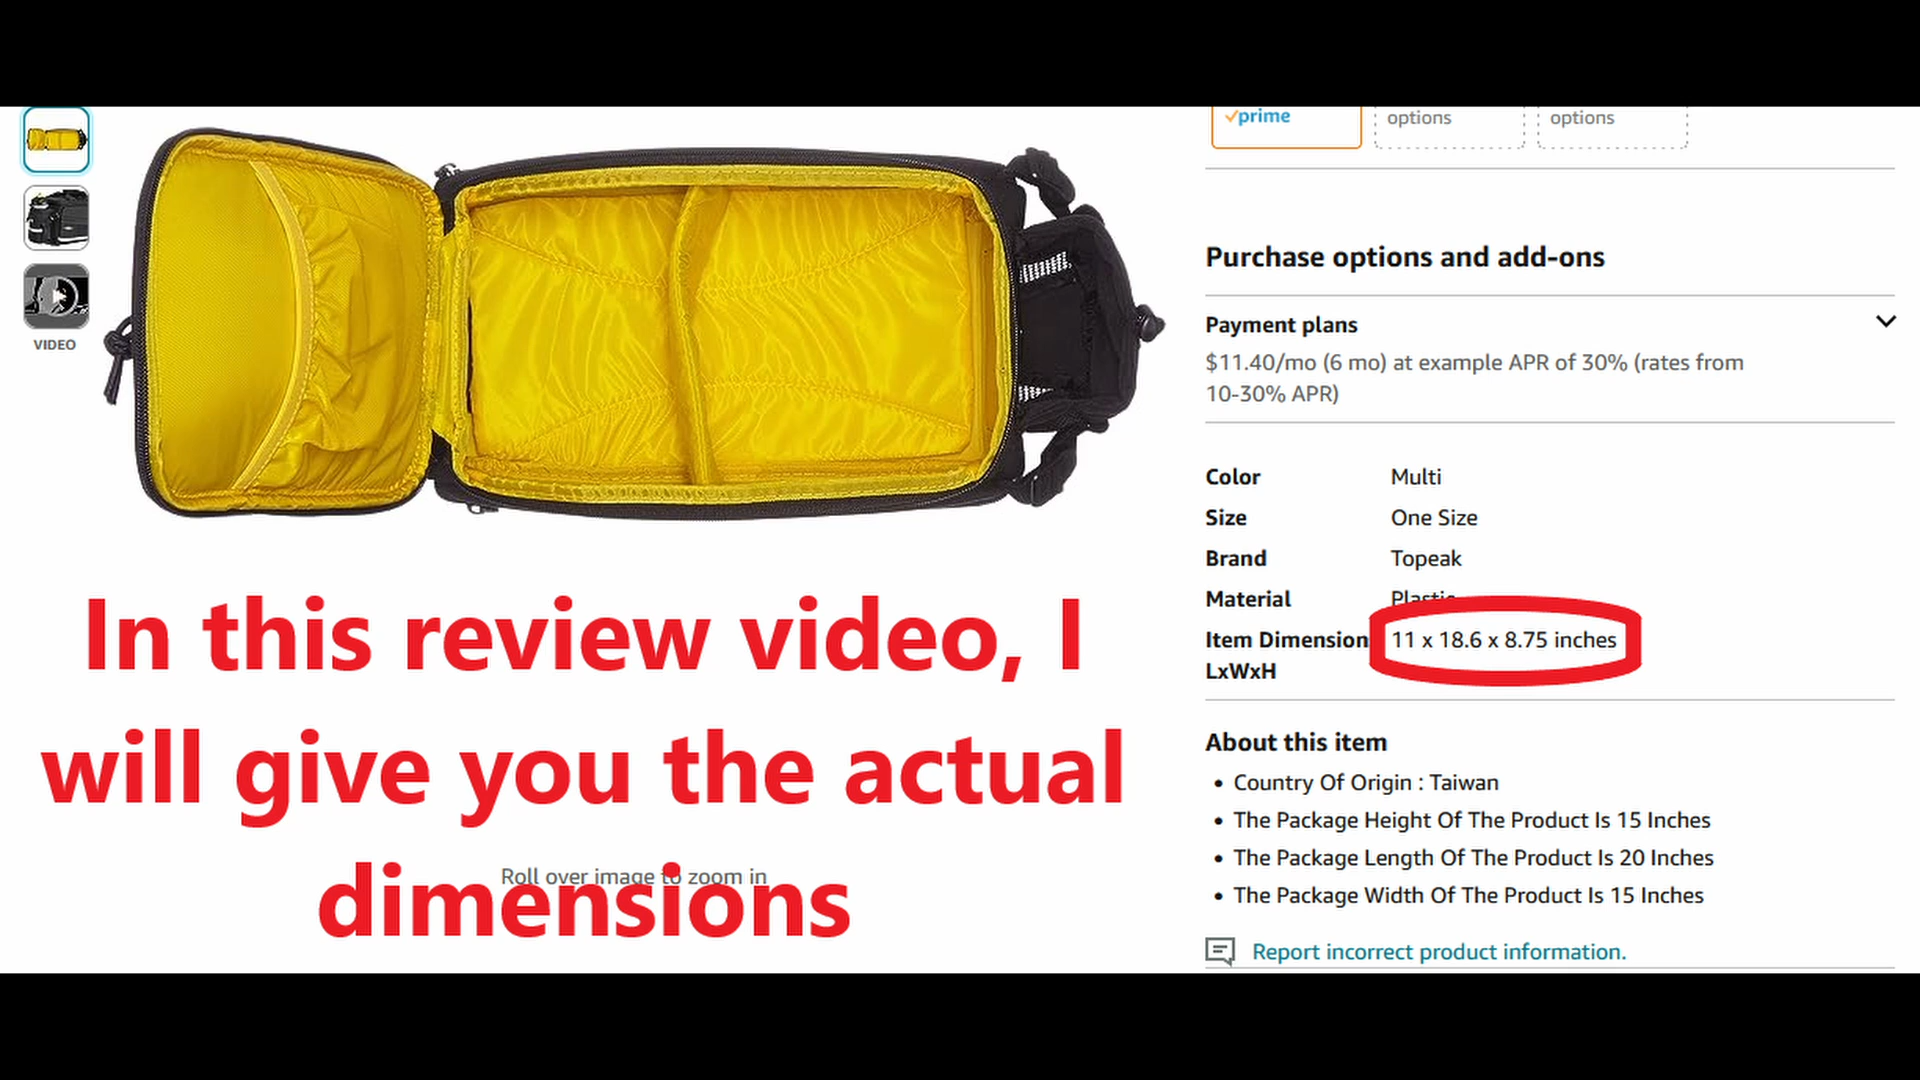 prime
options
options
VIDEO
Purchase options and add-ons
Payment plans
$11.40/mo (6 mo) at example APR of 30% (rates from
10-30% APR)
Color Multi
Size One Size
Brand Topeak
Material Plastic
Item Dimension 11 x 18.6 x 8.75 inches
LxWxH
In this review video, I
will give you the actual
dimensions
Roll over image to zoom in
About this item
• Country Of Origin : Taiwan
• The Package Height Of The Product Is 15 Inches
• The Package Length Of The Product Is 20 Inches
• The Package Width Of The Product Is 15 Inches
Report incorrect product information.